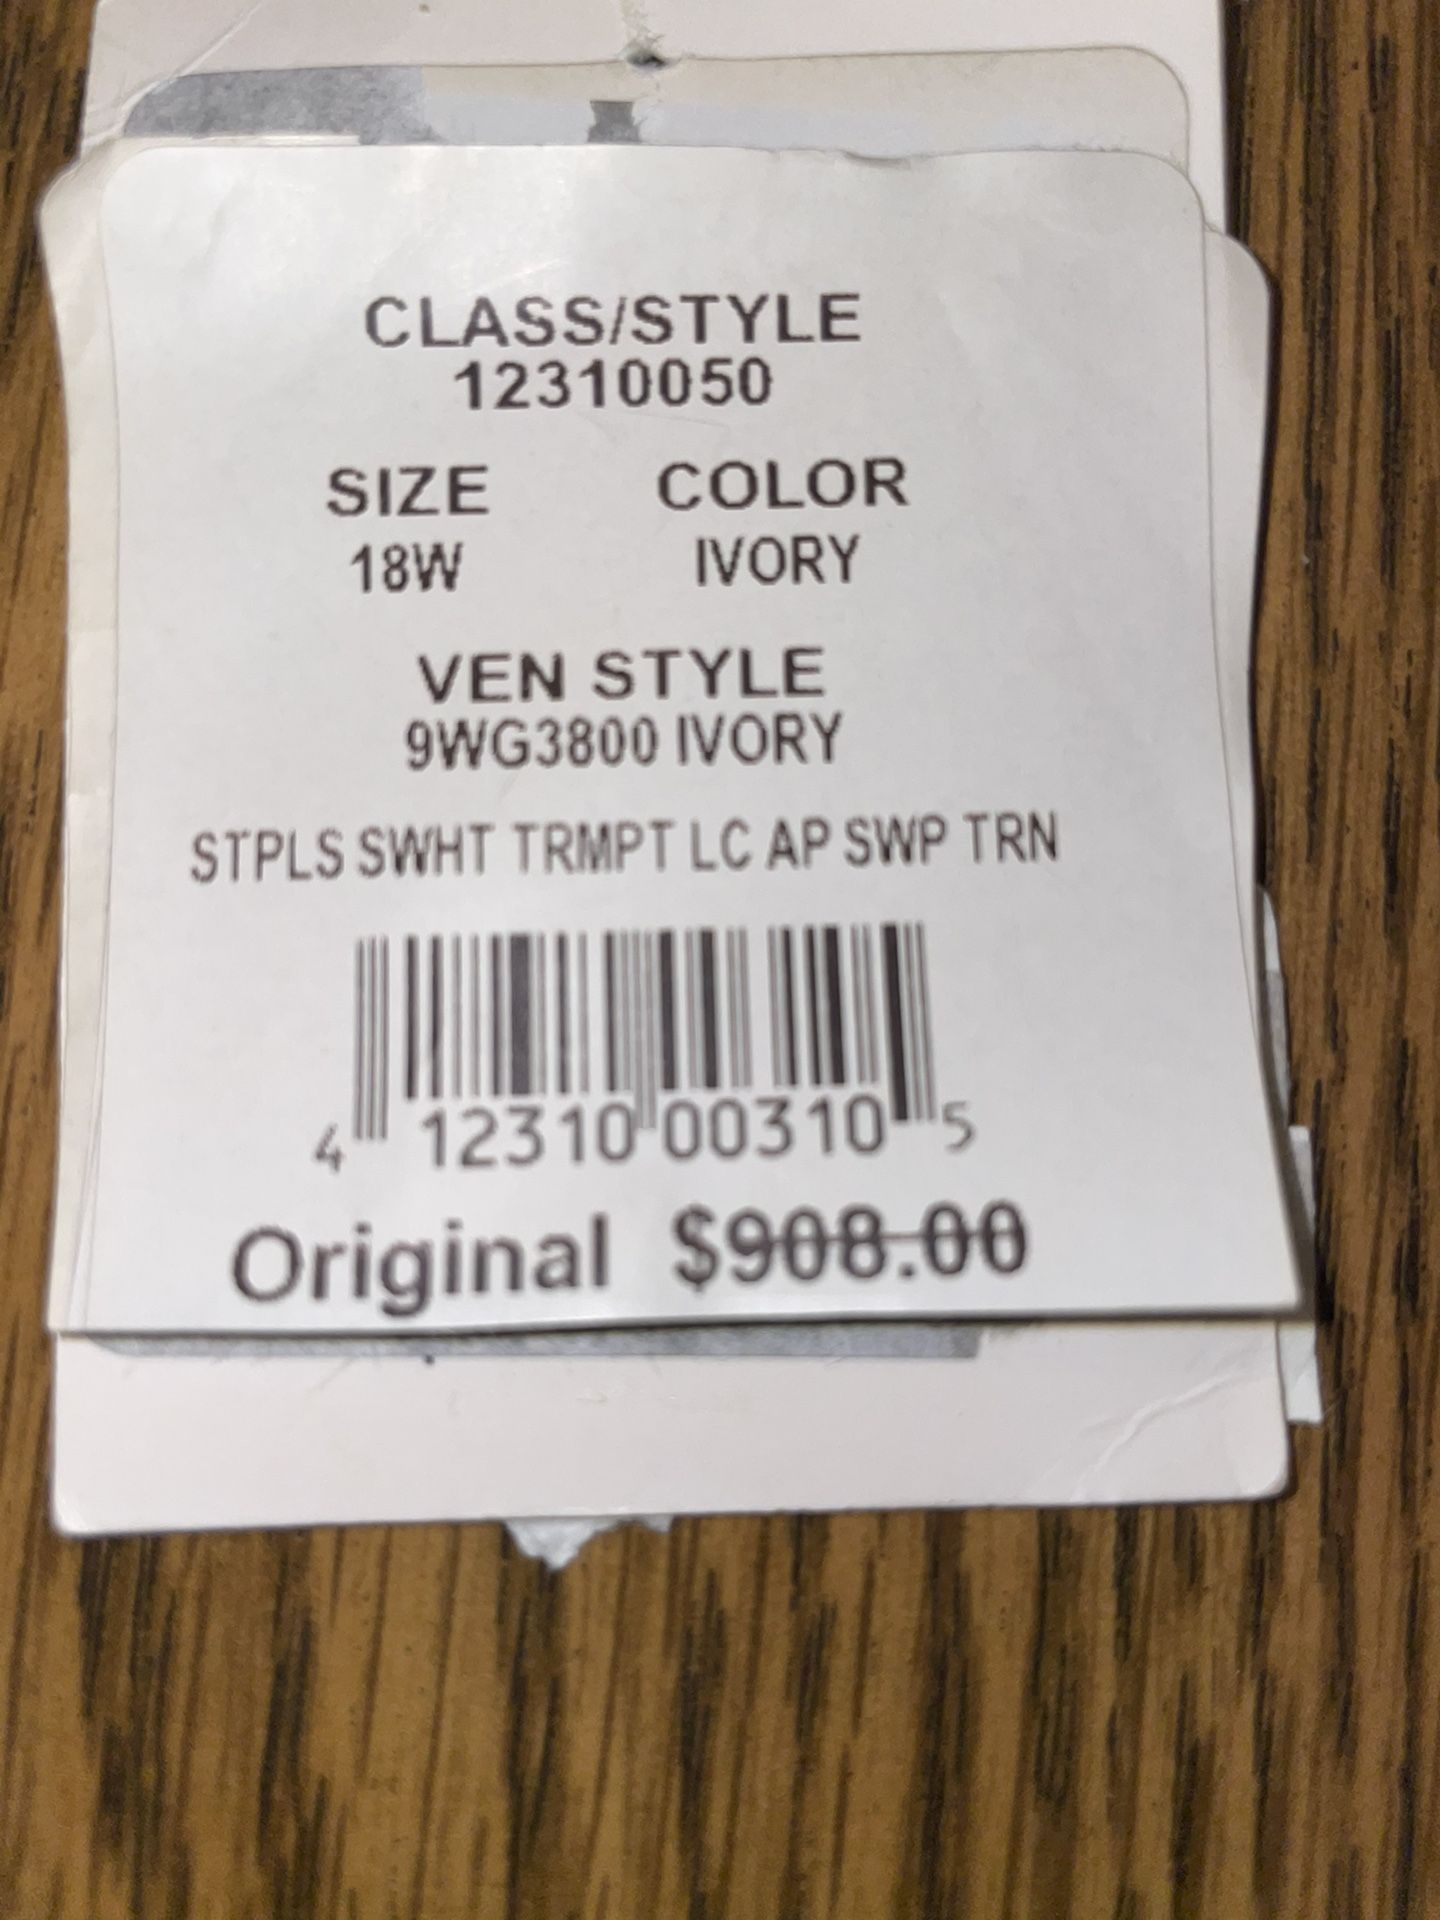 CLASS/STYLE
12310050
SIZE COLOR
18W IVORY
VEN STYLE
9WG3800 IVORY
STPLS SWHT TRMPT LC AP SWP TRN
4 12310 00310 5
Original $908.00